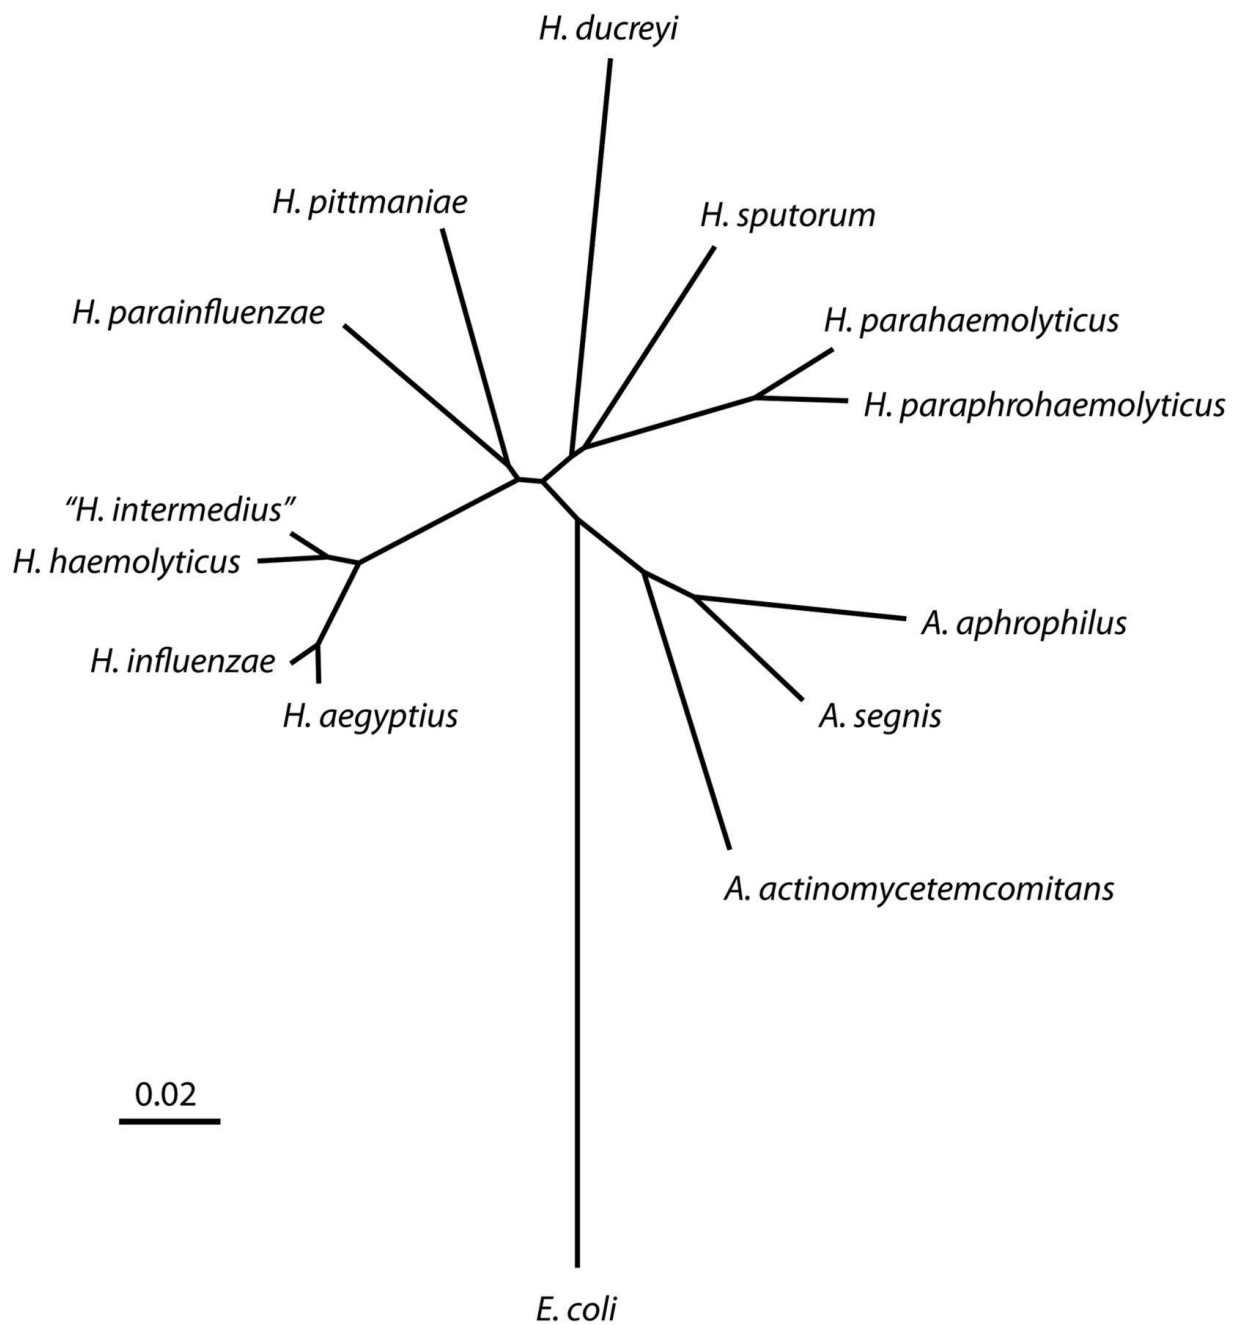 H. ducreyi
H. pittmaniae
H. sputorum
H. parainfluenzae
H. parahaemolyticus
H. paraphrohaemolyticus
“H. intermedius”
H. haemolyticus
A. aphrophilus
H. influenzae
H. aegyptius
A. segnis
A. actinomycetemcomitans
0.02
E. coli